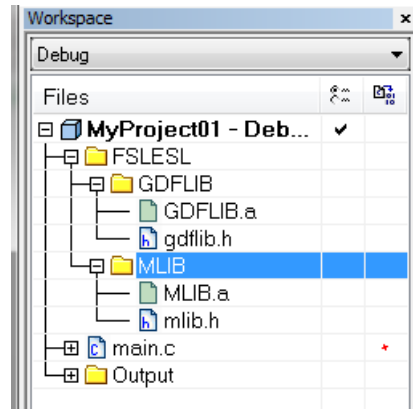 Workspace
Debug
Files
MyProject01 - Deb...
FSLESL
GDFLIB
GDFLIB.a
gdflib.h
MLIB
MLIB.a
mlib.h
main.c
Output